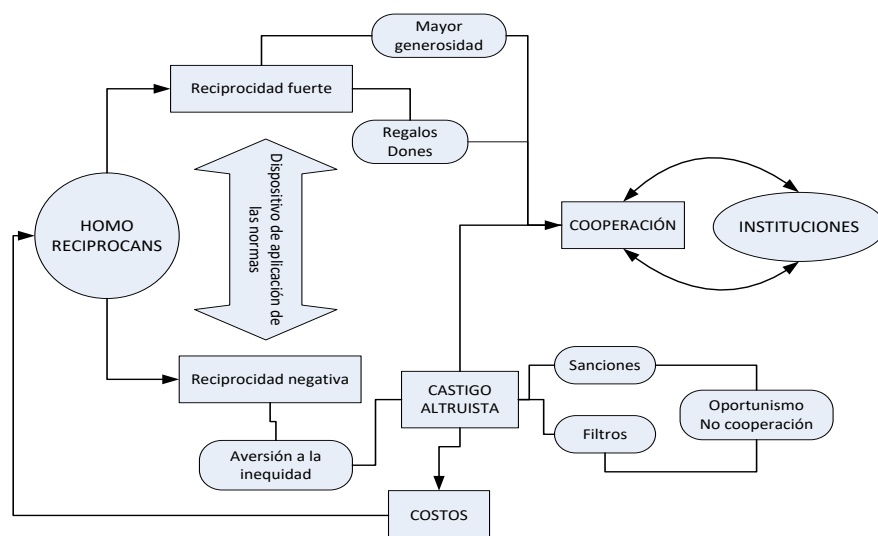 Mayor
generosidad
Reciprocidad fuerte
Regalos
Dones
Dispositivo de aplicación de
las normas
HOMO
RECIPROCANS
COOPERACIÓN
INSTITUCIONES
Reciprocidad negativa
CASTIGO
ALTRUISTA
Sanciones
Oportunismo
No cooperación
Filtros
Aversión a la
inequidad
COSTOS